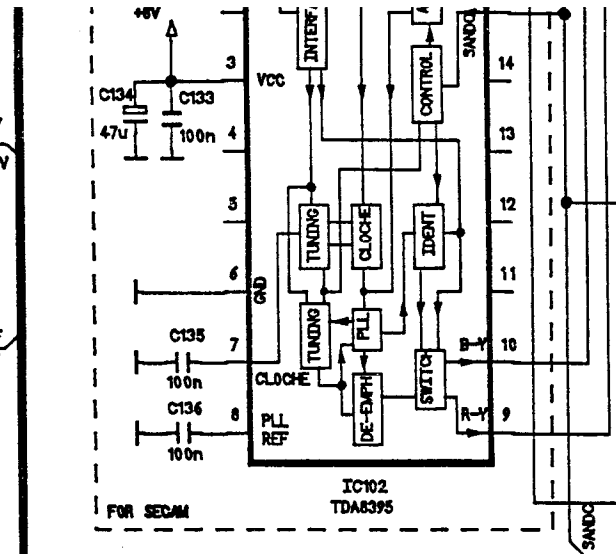 +8V
INTERFA
A
SANDC
3
VCC
14
C134
C133
CONTROL
47u
100n
4
13
5
12
TUNING
CLOCHE
IDENT
6
GND
11
C135
7
TUNING
PLL
B-Y
10
100n
CLOCHE
SWITCH
C136
8
PLL
REF
DE-EMPH
R-Y
9
100n
IC102
TDA8395
FOR SECAM
SANDC